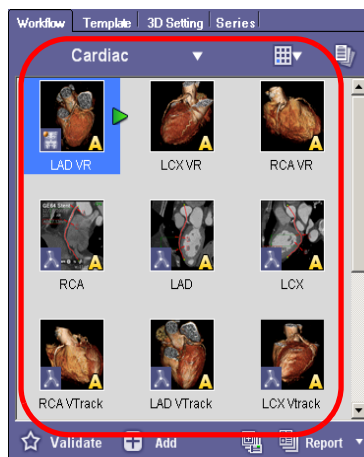 Workflow Template 3D Setting Series
Cardiac
A A A
LAD VR LCX VR RCA VR
A A A
RCA LAD LCX
A A A
RCA VTrack LAD VTrack LCX Vtrack
Validate Add Report